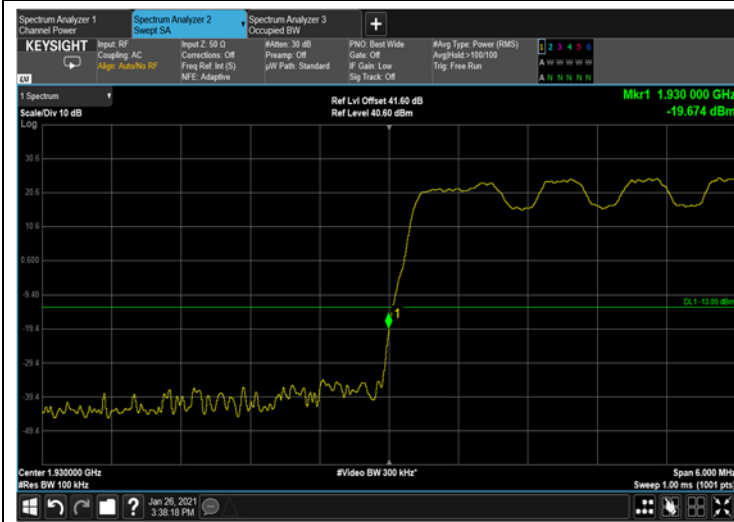 Spectrum Analyzer 1
Channel Power
Spectrum Analyzer 2
Swept SA
Spectrum Analyzer 3
Occupied BW
+
KEYSIGHT
Input: RF
Coupling: AC
Align: Auto/No RF
Input Z: 50 Ω
Corrections: Off
Freq Ref: Int (S)
NFE: Adaptive
#Atten: 30 dB
Preamp: Off
µW Path: Standard
PNO: Best Wide
Gate: Off
IF Gain: Low
Sig Track: Off
#Avg Type: Power (RMS)
Avg|Hold:>100/100
Trig: Free Run
1 2 3 4 5 6
A W W W W W
A N N N N N
LXI
1 Spectrum
Scale/Div 10 dB
Log
Ref Lvl Offset 41.60 dB
Ref Level 40.60 dBm
Mkr1 1.930 000 GHz
-19.674 dBm
30.6
20.6
10.6
0.600
-9.40
DL1 -13.00 dBm
1
-19.4
-29.4
-39.4
-49.4
Center 1.930000 GHz
#Res BW 100 kHz
#Video BW 300 kHz*
Span 6.000 MHz
Sweep 1.00 ms (1001 pts)
?
Jan 26, 2021
3:38:18 PM